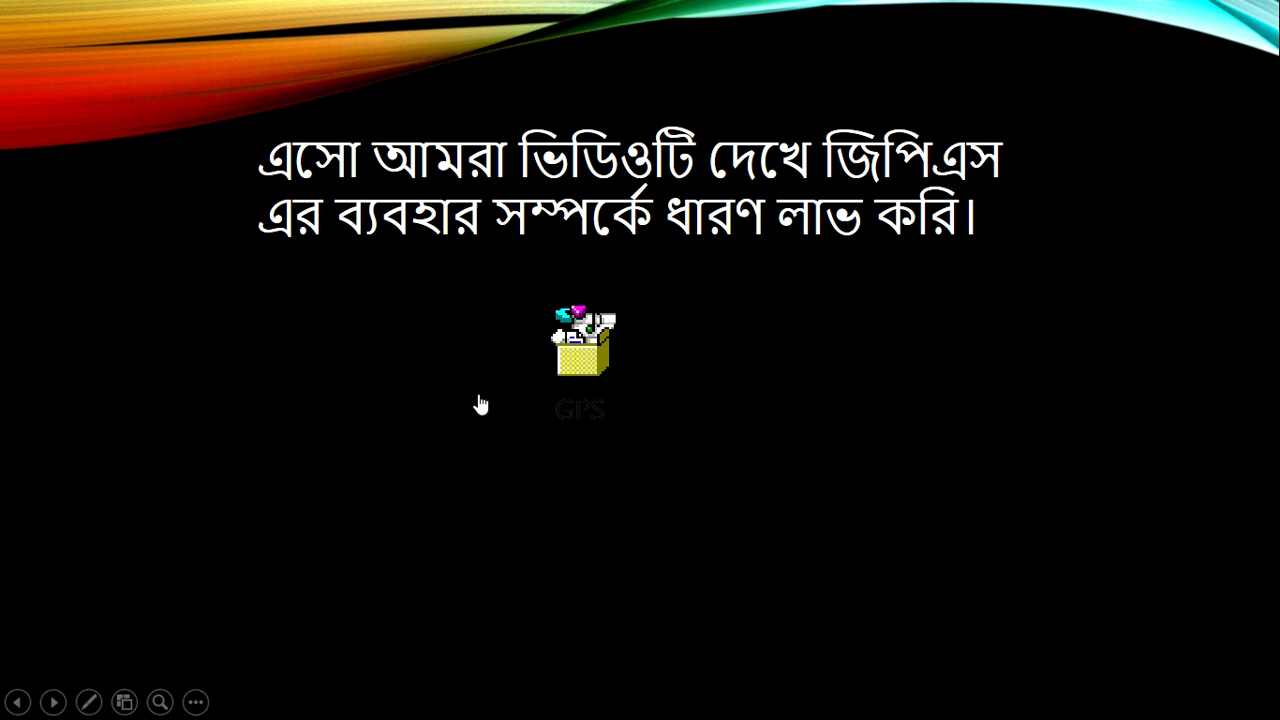 এসো আমরা ভিডিওটি দেখে জিপিএস
এর ব্যবহার সম্পর্কে ধারণ লাভ করি।
GPS